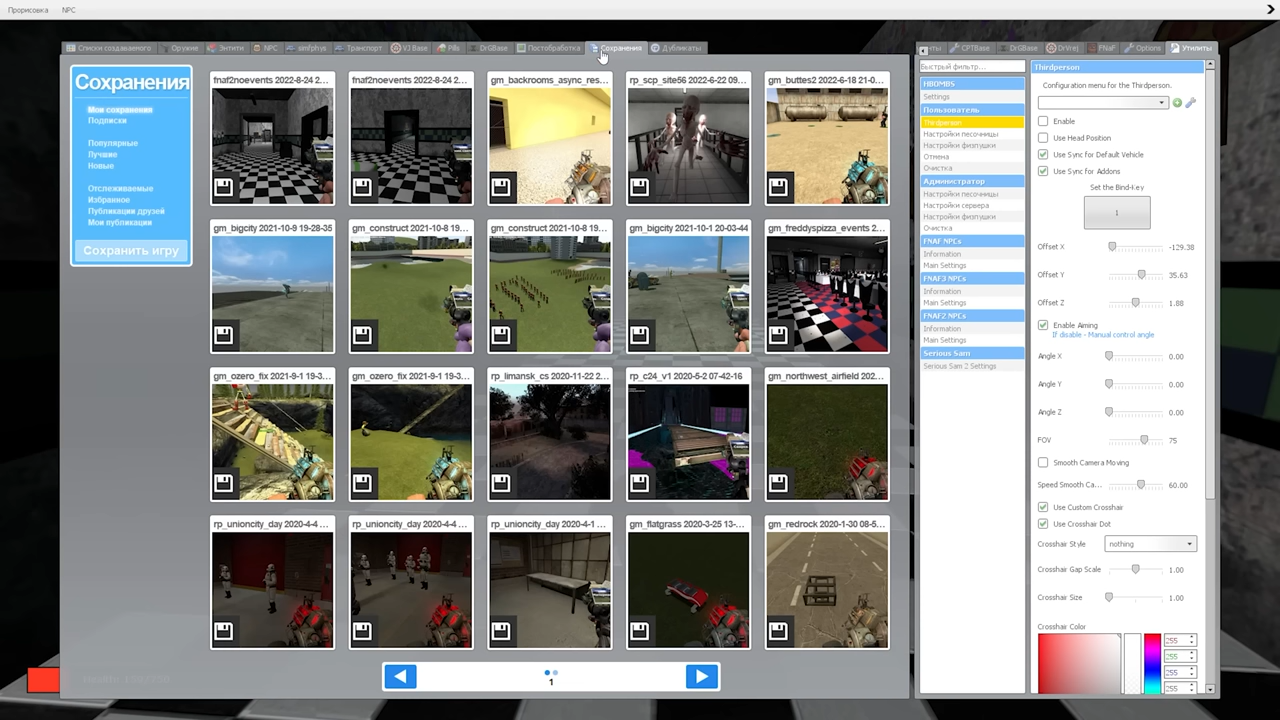 Прорисовка NPC
Списки создаваемого Оружие Энтити NPC simfphys Транспорт VJ Base Pills DrGBase Постобработка Сохранения Дубликаты
CPTBase DrGBase DrVrej FNaF Options Утилиты
Сохранения
Мои сохранения
Подписки
Популярные
Лучшие
Новые
Отслеживаемые
Избранное
Публикации друзей
Мои публикации
Сохранить игру
fnaf2noevents 2022-8-24 2...
fnaf2noevents 2022-8-24 2...
gm_backrooms_async_res...
rp_scp_site56 2022-6-22 09...
gm_buttes2 2022-6-18 21-0...
gm_bigcity 2021-10-9 19-28-35
gm_construct 2021-10-8 19...
gm_construct 2021-10-8 19...
gm_bigcity 2021-10-1 20-03-44
gm_freddyspizza_events 2...
gm_ozero_fix 2021-9-1 19-3...
gm_ozero_fix 2021-9-1 19-3...
rp_limansk_cs 2020-11-22 2...
rp_c24_v1 2020-5-2 07-42-16
gm_northwest_airfield 202...
rp_unioncity_day 2020-4-4 ...
rp_unioncity_day 2020-4-4 ...
rp_unioncity_day 2020-4-1 ...
gm_flatgrass 2020-3-25 13-...
gm_redrock 2020-1-30 08-5...
1
Быстрый фильтр...
HBOMBS
Settings
Пользователь
Thirdperson
Настройки песочницы
Настройки физпушки
Отмена
Очистка
Администратор
Настройки песочницы
Настройки сервера
Настройки физпушки
Очистка
FNAF NPCs
Information
Main Settings
FNAF3 NPCs
Information
Main Settings
FNAF2 NPCs
Information
Main Settings
Serious Sam
Serious Sam 2 Settings
Thirdperson
Configuration menu for the Thirdperson.
Enable
Use Head Position
Use Sync for Default Vehicle
Use Sync for Addons
Set the Bind-Key
Offset X -129.38
Offset Y 35.63
Offset Z 1.88
Enable Aiming
If disable - Manual control angle
Angle X 0.00
Angle Y 0.00
Angle Z 0.00
FOV 75
Smooth Camera Moving
Speed Smooth Ca... 60.00
Use Custom Crosshair
Use Crosshair Dot
Crosshair Style nothing
Crosshair Gap Scale 1.00
Crosshair Size 1.00
Crosshair Color
255
255
255
255